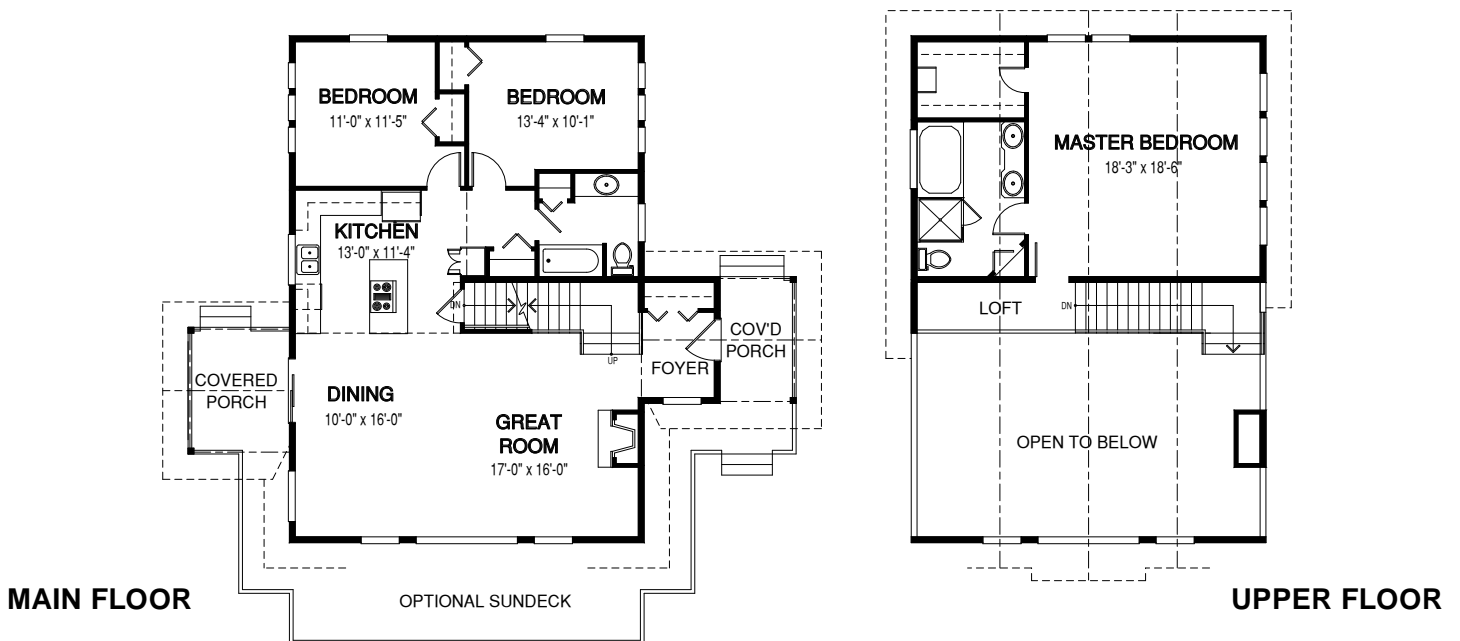 BEDROOM
11'-0" x 11'-5"
BEDROOM
13'-4" x 10'-1"
KITCHEN
13'-0" x 11'-4"
DN
UP
FOYER
COV'D
PORCH
COVERED
PORCH
DINING
10'-0" x 16'-0"
GREAT
ROOM
17'-0" x 16'-0"
MAIN FLOOR
OPTIONAL SUNDECK
MASTER BEDROOM
18'-3" x 18'-6"
LOFT
DN
OPEN TO BELOW
UPPER FLOOR